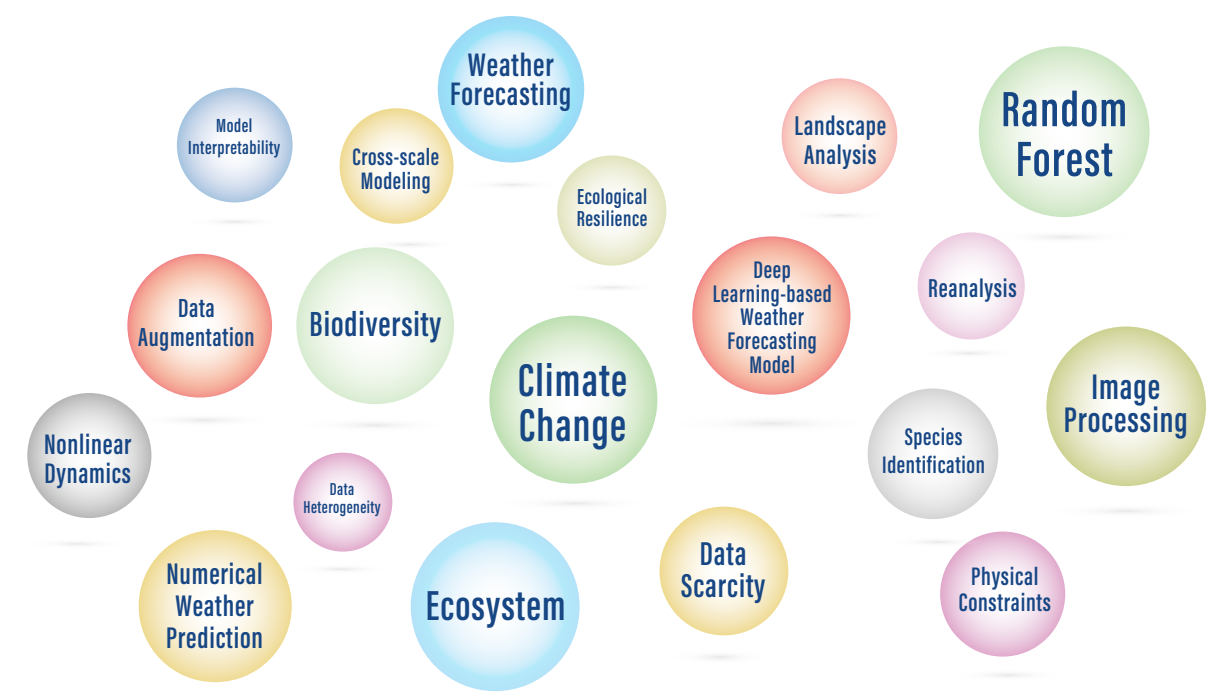 Weather
Forecasting
Model
Interpretability
Cross-scale
Modeling
Ecological
Resilience
Landscape
Analysis
Random
Forest
Data
Augmentation
Biodiversity
Climate
Change
Deep
Learning-based
Weather
Forecasting
Model
Reanalysis
Image
Processing
Nonlinear
Dynamics
Data
Heterogeneity
Species
Identification
Numerical
Weather
Prediction
Ecosystem
Data
Scarcity
Physical
Constraints